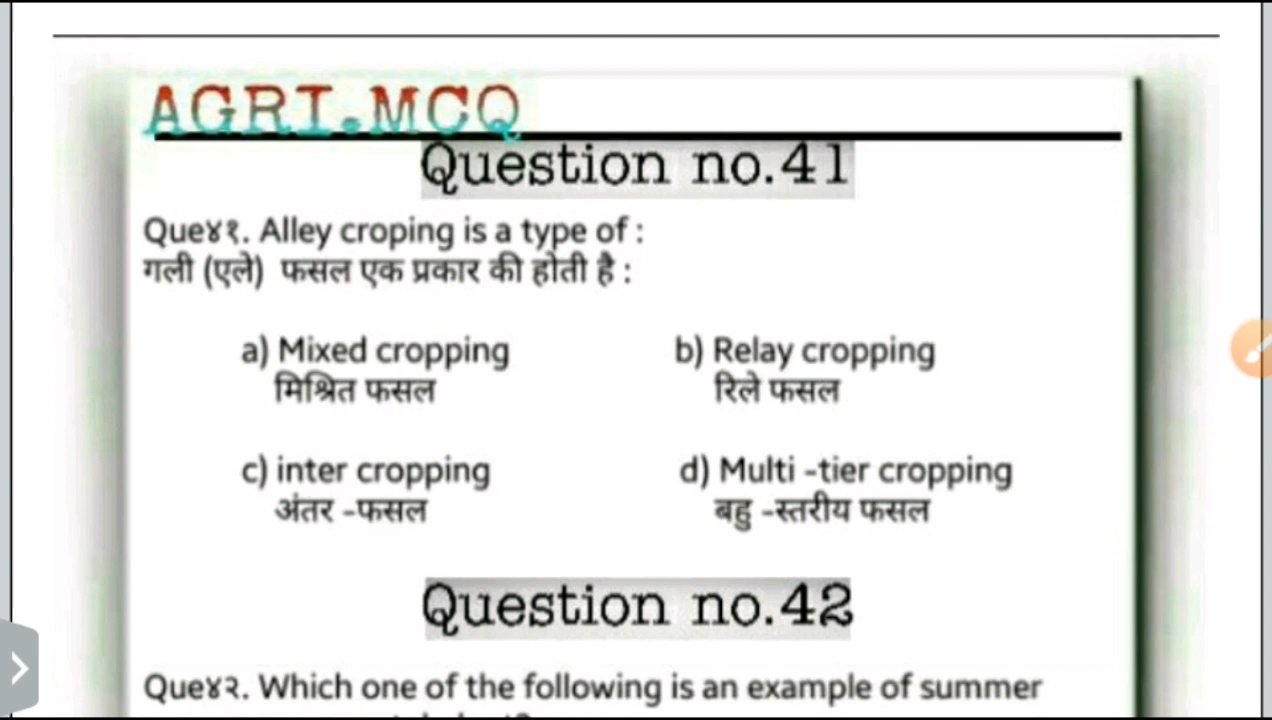 AGRI.MCQ
Question no.41
Que४१. Alley croping is a type of :
गली (एले) फसल एक प्रकार की होती है :
a) Mixed cropping b) Relay cropping
मिश्रित फसल रिले फसल
c) inter cropping d) Multi -tier cropping
अंतर -फसल बहु -स्तरीय फसल
Question no.42
Que४२. Which one of the following is an example of summer